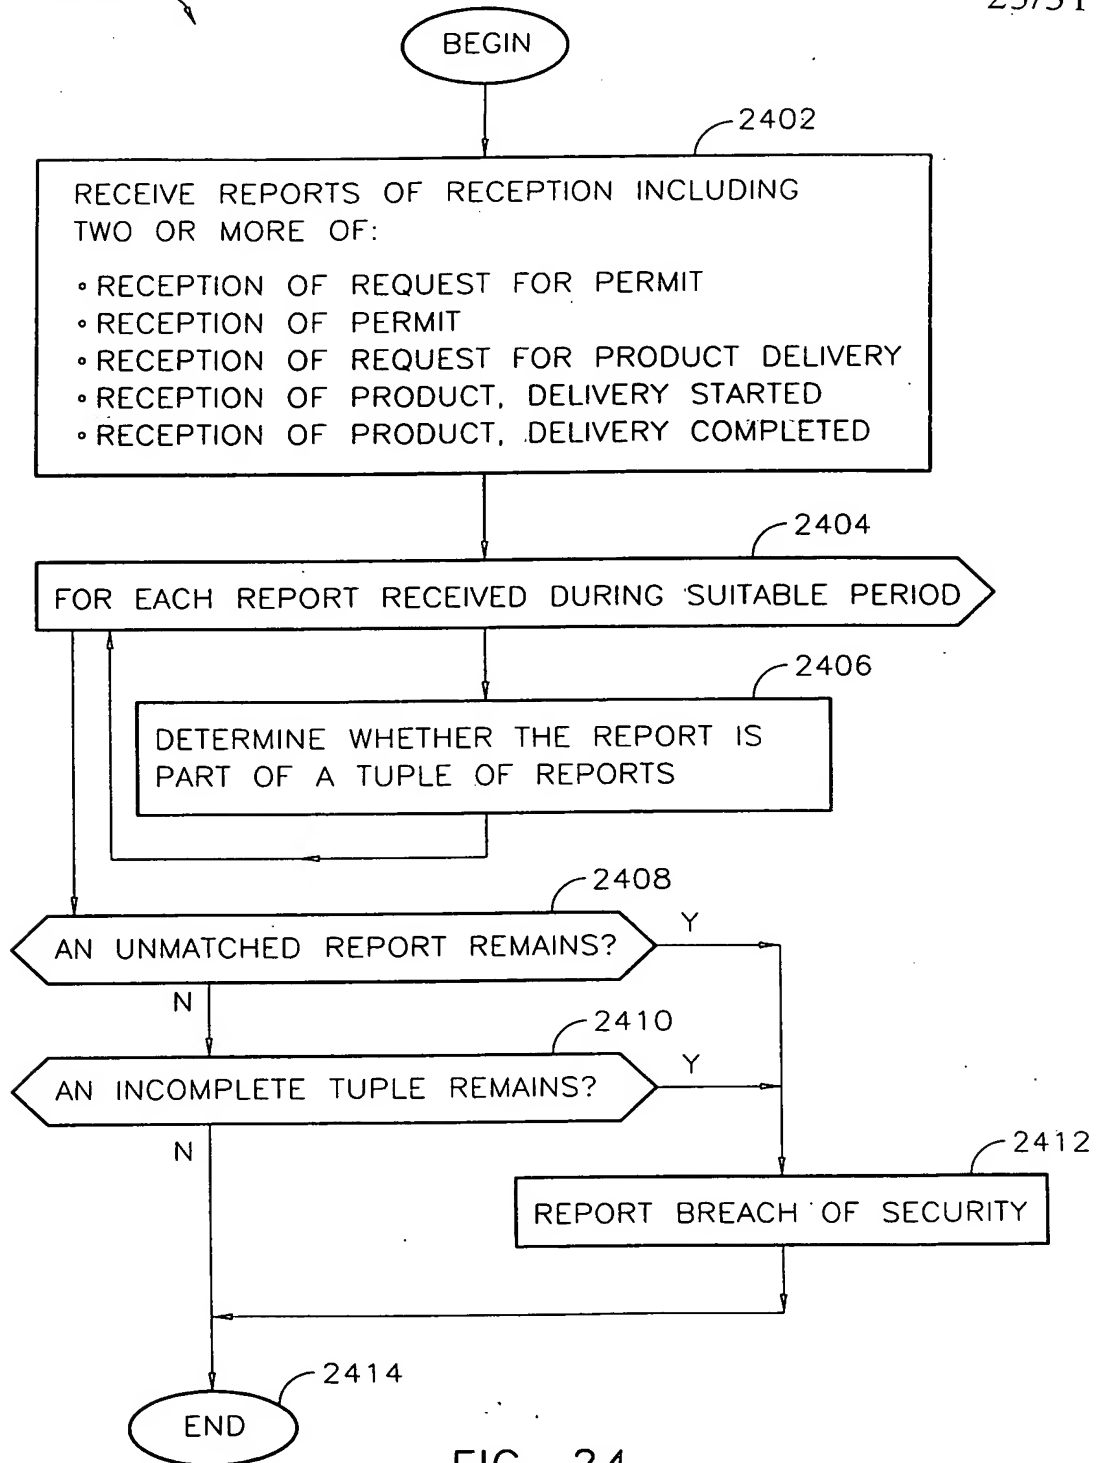 BEGIN
2402
RECEIVE REPORTS OF RECEPTION INCLUDING
TWO OR MORE OF:
∘ RECEPTION OF REQUEST FOR PERMIT
∘ RECEPTION OF PERMIT
∘ RECEPTION OF REQUEST FOR PRODUCT DELIVERY
∘ RECEPTION OF PRODUCT, DELIVERY STARTED
∘ RECEPTION OF PRODUCT, DELIVERY COMPLETED
2404
FOR EACH REPORT RECEIVED DURING SUITABLE PERIOD
2406
DETERMINE WHETHER THE REPORT IS
PART OF A TUPLE OF REPORTS
2408
AN UNMATCHED REPORT REMAINS?
Y
N
2410
AN INCOMPLETE TUPLE REMAINS?
Y
N
2412
REPORT BREACH OF SECURITY
2414
END
FIG. 24